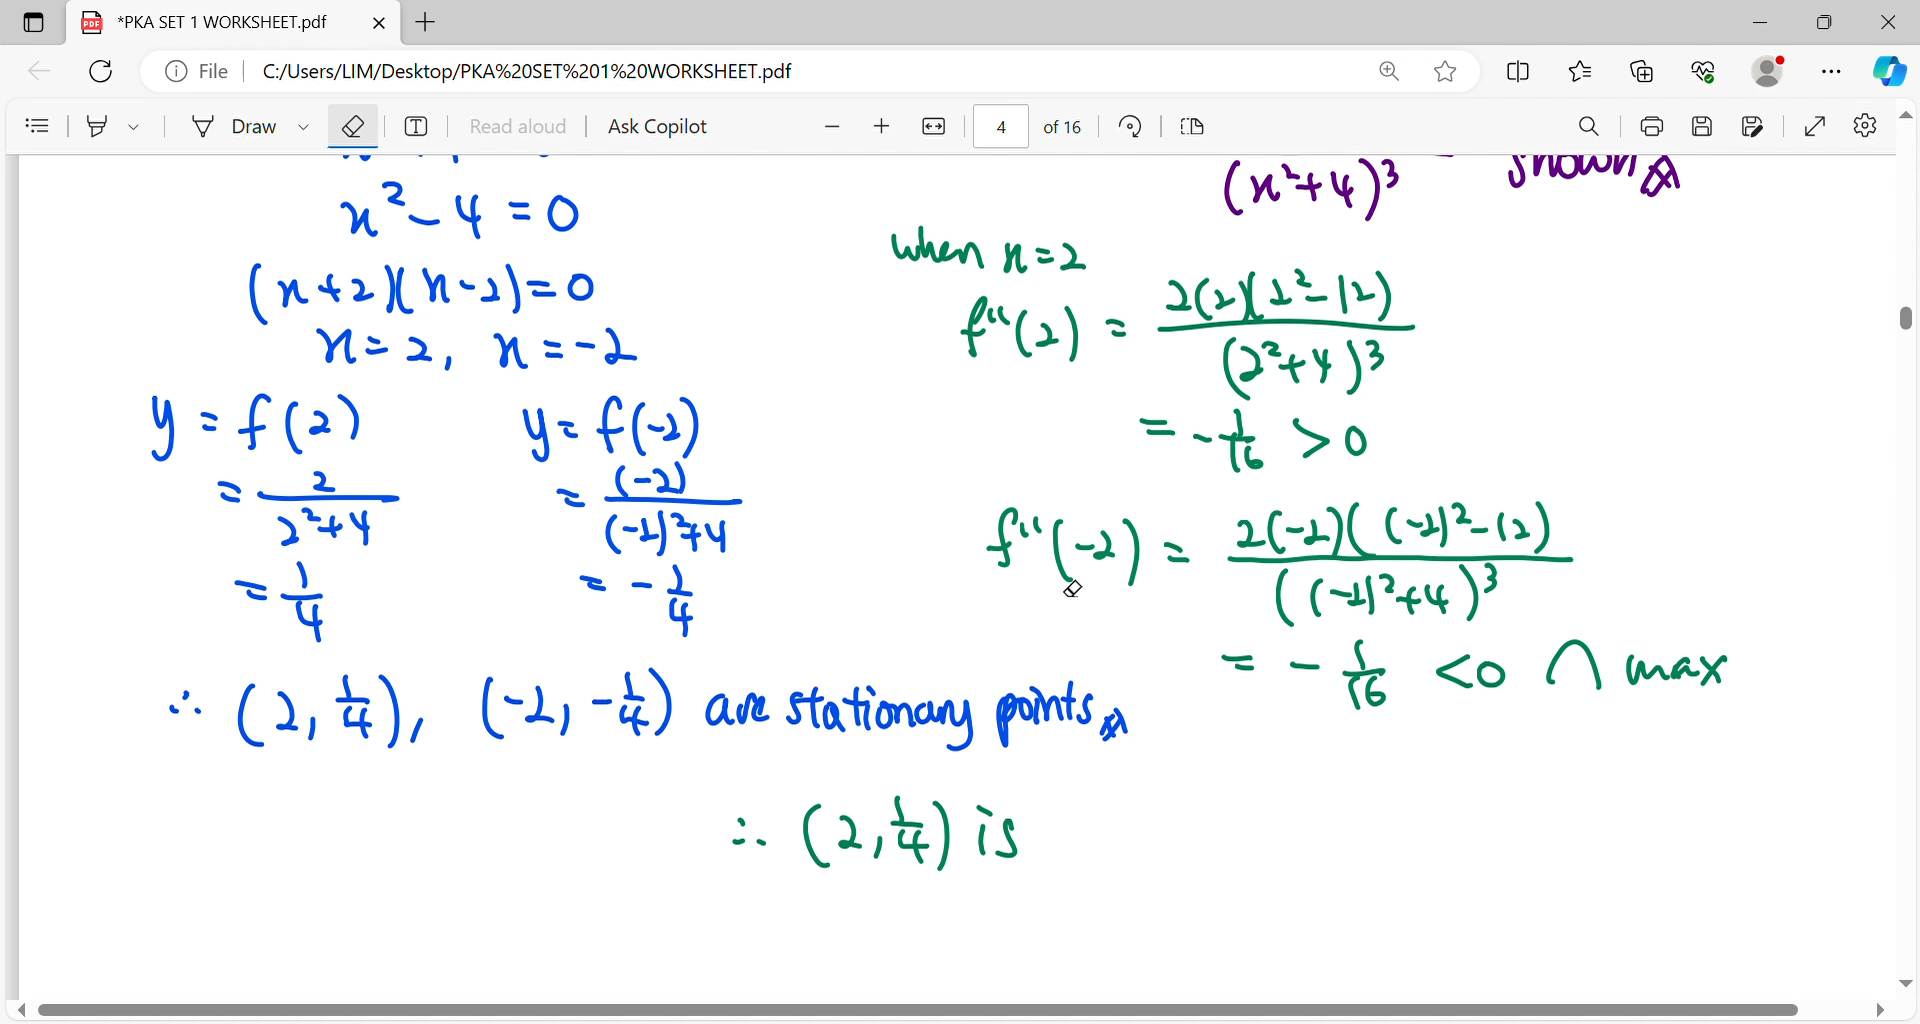 *PKA SET 1 WORKSHEET.pdf
File C:/Users/LIM/Desktop/PKA%20SET%201%20WORKSHEET.pdf
Draw Read aloud Ask Copilot 4 of 16
x² - 4 = 0
(x+2)(x-2) = 0
x = 2, x = -2
y = f(2)
= 2/(2²+4)
= 1/4
y = f(-2)
= (-2)/((-2)²+4)
= -1/4
∴ (2, 1/4), (-2, -1/4) are stationary points
(x²+4)³ shown
when x = 2
f''(2) = 2(2)(2²-12)/(2²+4)³
= -1/16 > 0
f''(-2) = 2(-2)((-2)²-12)/((-2)²+4)³
= -1/16 < 0 ∩ max
∴ (2, 1/4) is